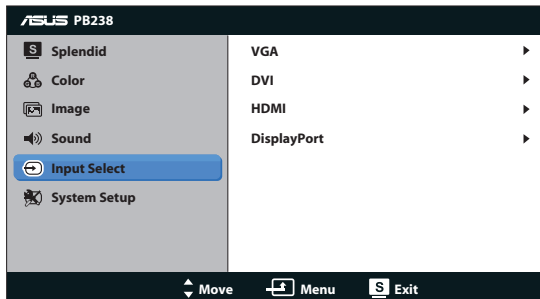 ASUS PB238
S Splendid
Color
Image
Sound
Input Select
System Setup
VGA
DVI
HDMI
DisplayPort
Move Menu S Exit